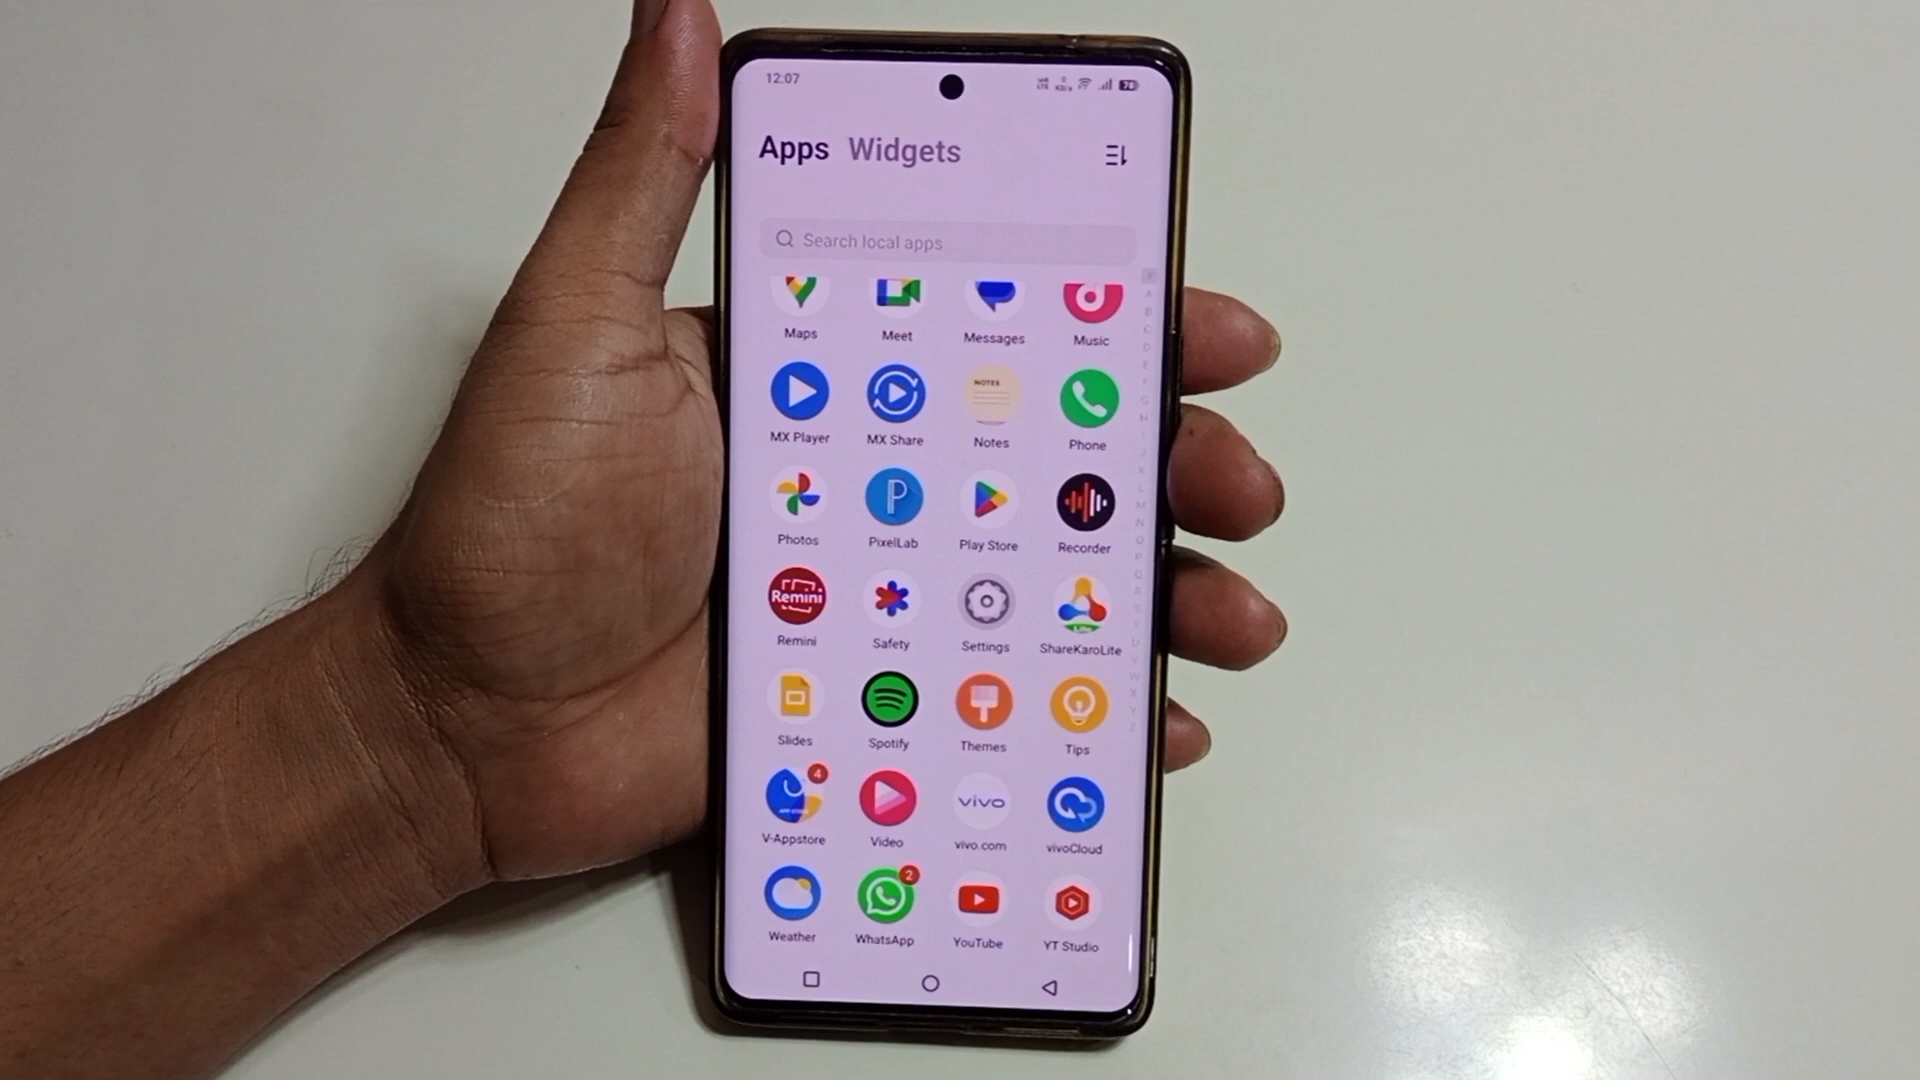 12:07
78
Apps Widgets
Search local apps
Maps Meet Messages Music
NOTES
MX Player MX Share Notes Phone
Photos PixelLab Play Store Recorder
Remini
Lite
Remini Safety Settings ShareKaroLite
Slides Spotify Themes Tips
4
vivo
V-Appstore Video vivo.com vivoCloud
2
Weather WhatsApp YouTube YT Studio